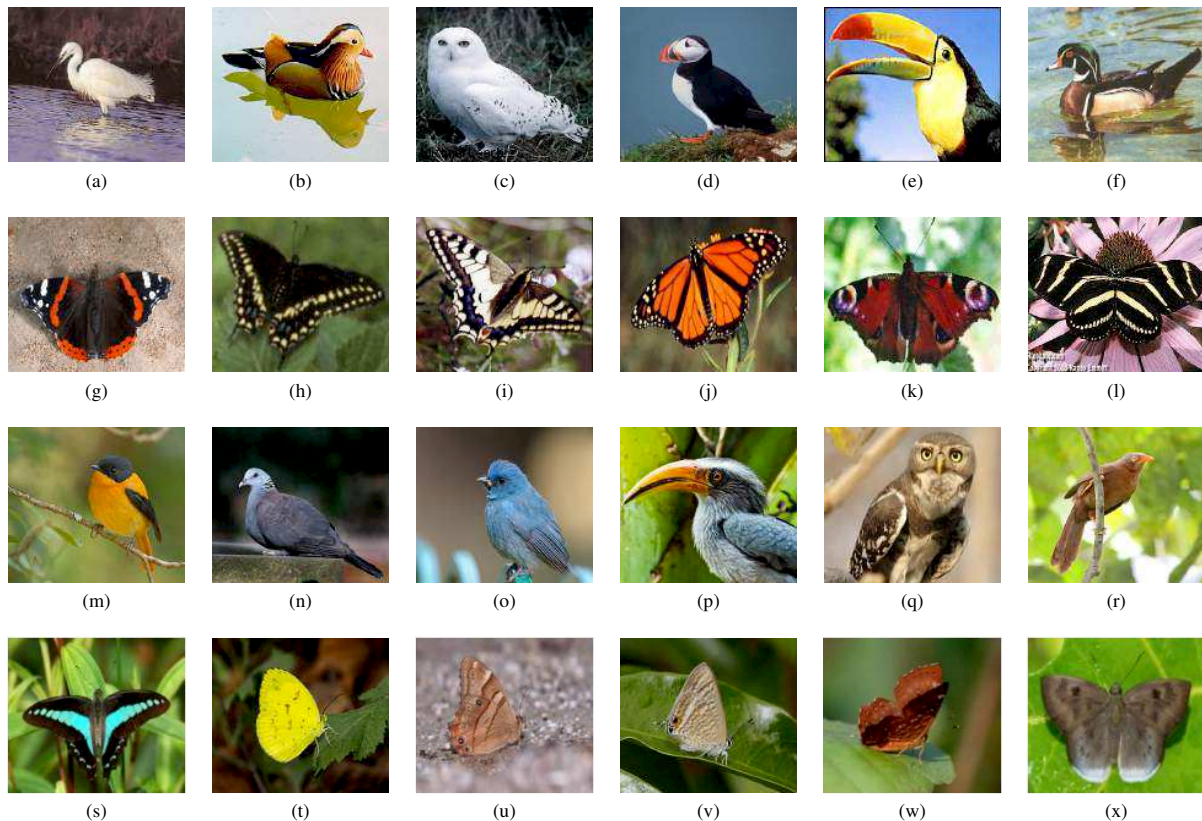 (a) (b) (c) (d) (e) (f)
(g) (h) (i) (j) (k) (l)
(m) (n) (o) (p) (q) (r)
(s) (t) (u) (v) (w) (x)